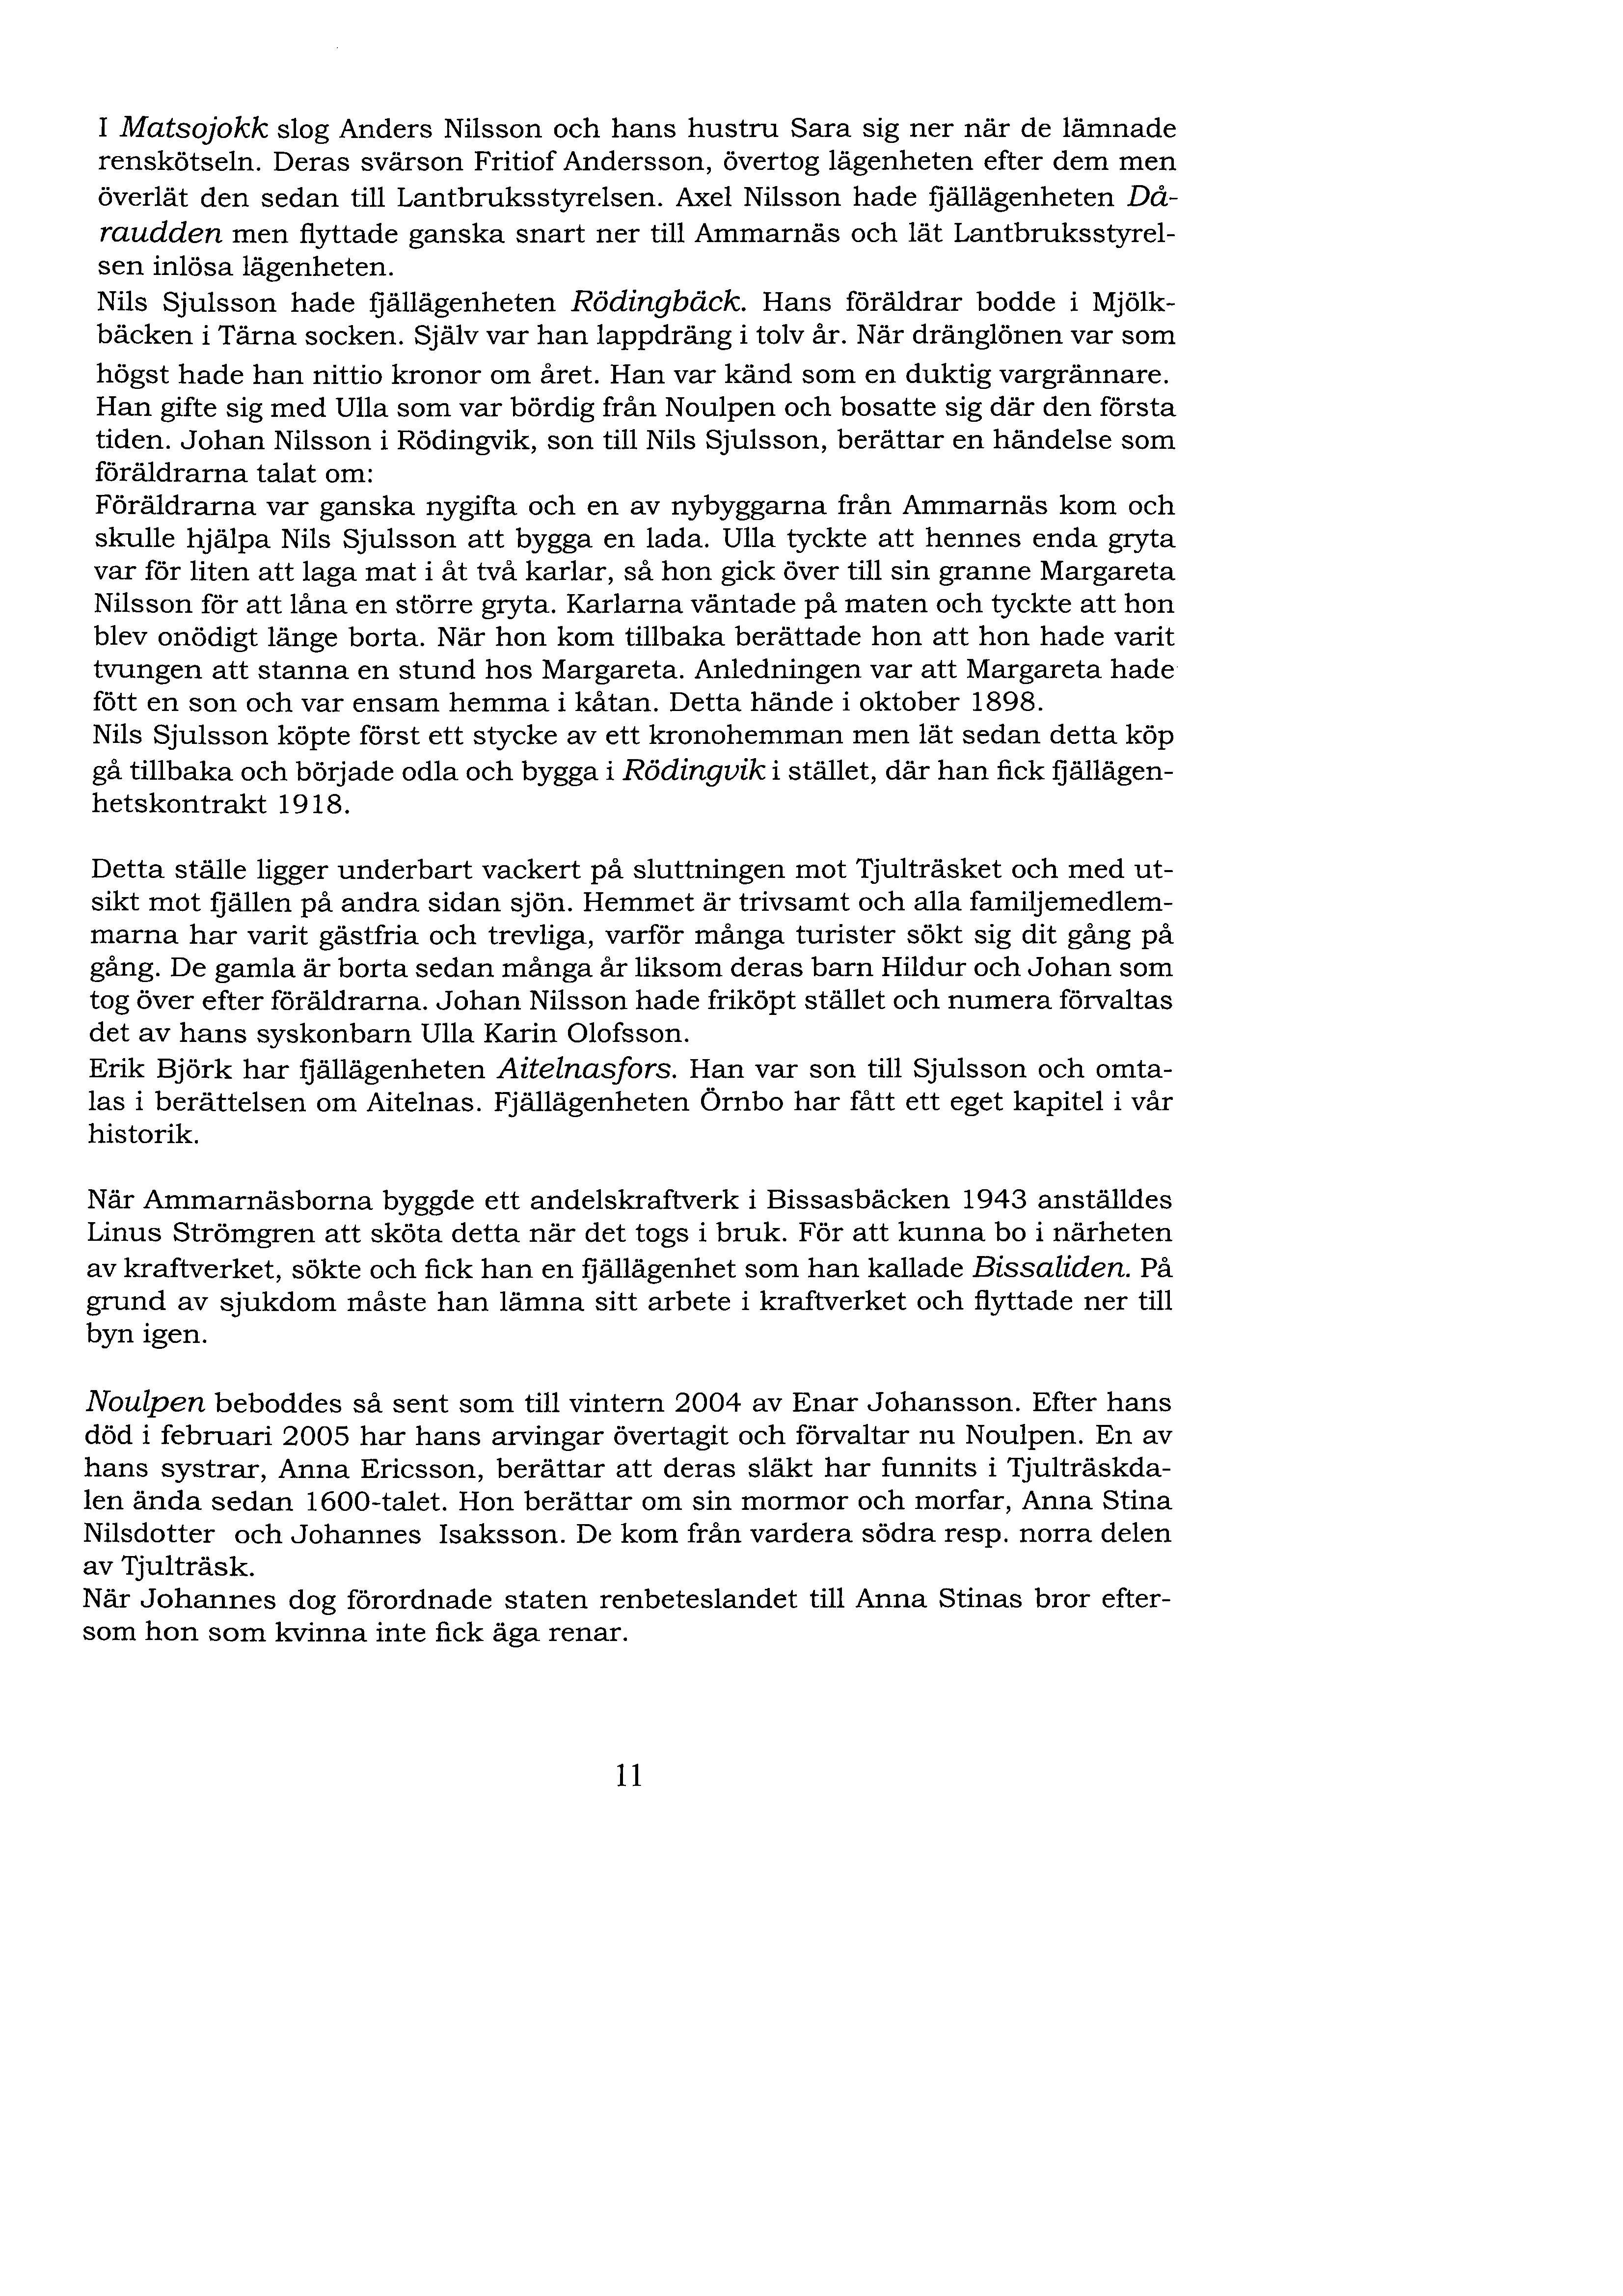 I Matsojokk slog Anders Nilsson och hans hustru Sara sig ner när de lämnade
renskötseln. Deras svärson Fritiof Andersson, övertog lägenheten efter dem men
överlät den sedan till Lantbruksstyrelsen. Axel Nilsson hade fjällägenheten Då-
raudden men flyttade ganska snart ner till Ammarnäs och lät Lantbruksstyrel-
sen inlösa lägenheten.
Nils Sjulsson hade fjällägenheten Rödingbäck. Hans föräldrar bodde i Mjölk-
bäcken i Tärna socken. Själv var han lappdräng i tolv år. När dränglönen var som
högst hade han nittio kronor om året. Han var känd som en duktig vargrännare.
Han gifte sig med Ulla som var bördig från Noulpen och bosatte sig där den första
tiden. Johan Nilsson i Rödingvik, son till Nils Sjulsson, berättar en händelse som
föräldrarna talat om:
Föräldrarna var ganska nygifta och en av nybyggarna från Ammarnäs kom och
skulle hjälpa Nils Sjulsson att bygga en lada. Ulla tyckte att hennes enda gryta
var för liten att laga mat i åt två karlar, så hon gick över till sin granne Margareta
Nilsson för att låna en större gryta. Karlarna väntade på maten och tyckte att hon
blev onödigt länge borta. När hon kom tillbaka berättade hon att hon hade varit
tvungen att stanna en stund hos Margareta. Anledningen var att Margareta hade
fött en son och var ensam hemma i kåtan. Detta hände i oktober 1898.
Nils Sjulsson köpte först ett stycke av ett kronohemman men lät sedan detta köp
gå tillbaka och började odla och bygga i Rödingvik i stället, där han fick fjällägen-
hetskontrakt 1918.
Detta ställe ligger underbart vackert på sluttningen mot Tjulträsket och med ut-
sikt mot fjällen på andra sidan sjön. Hemmet är trivsamt och alla familjemedlem-
marna har varit gästfria och trevliga, varför många turister sökt sig dit gång på
gång. De gamla är borta sedan många år liksom deras barn Hildur och Johan som
tog över efter föräldrarna. Johan Nilsson hade friköpt stället och numera förvaltas
det av hans syskonbarn Ulla Karin Olofsson.
Erik Björk har fjällägenheten Aitelnasfors. Han var son till Sjulsson och omta-
las i berättelsen om Aitelnas. Fjällägenheten Örnbo har fått ett eget kapitel i vår
historik.
När Ammarnäsborna byggde ett andelskraftverk i Bissasbäcken 1943 anställdes
Linus Strömgren att sköta detta när det togs i bruk. För att kunna bo i närheten
av kraftverket, sökte och fick han en fjällägenhet som han kallade Bissaliden. På
grund av sjukdom måste han lämna sitt arbete i kraftverket och flyttade ner till
byn igen.
Noulpen beboddes så sent som till vintern 2004 av Enar Johansson. Efter hans
död i februari 2005 har hans arvingar övertagit och förvaltar nu Noulpen. En av
hans systrar, Anna Ericsson, berättar att deras släkt har funnits i Tjulträskda-
len ända sedan 1600-talet. Hon berättar om sin mormor och morfar, Anna Stina
Nilsdotter och Johannes Isaksson. De kom från vardera södra resp. norra delen
av Tjulträsk.
När Johannes dog förordnade staten renbeteslandet till Anna Stinas bror efter-
som hon som kvinna inte fick äga renar.
11